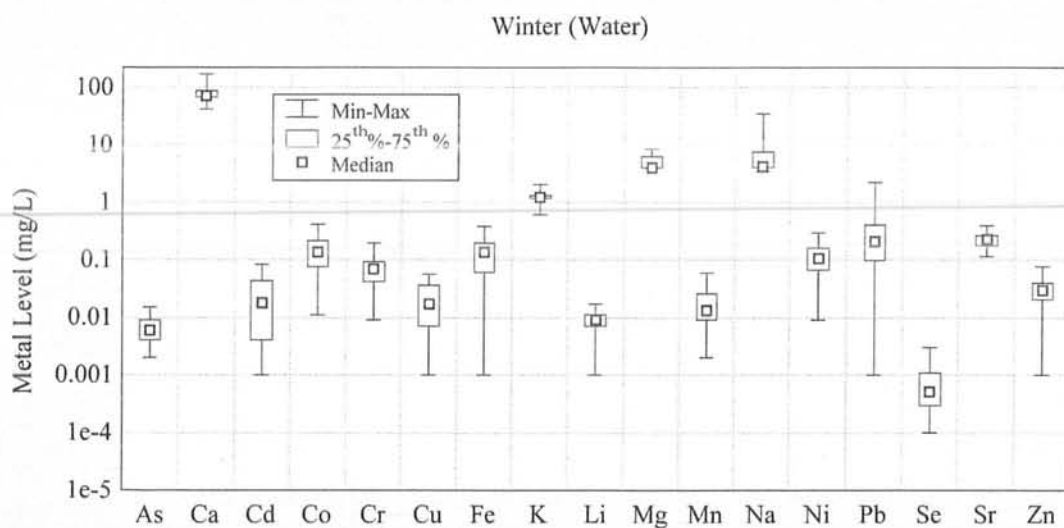 Winter (Water)
Min-Max
25th%-75th %
Median
Metal Level (mg/L)
100
10
1
0.1
0.01
0.001
1e-4
1e-5
As Ca Cd Co Cr Cu Fe K Li Mg Mn Na Ni Pb Se Sr Zn